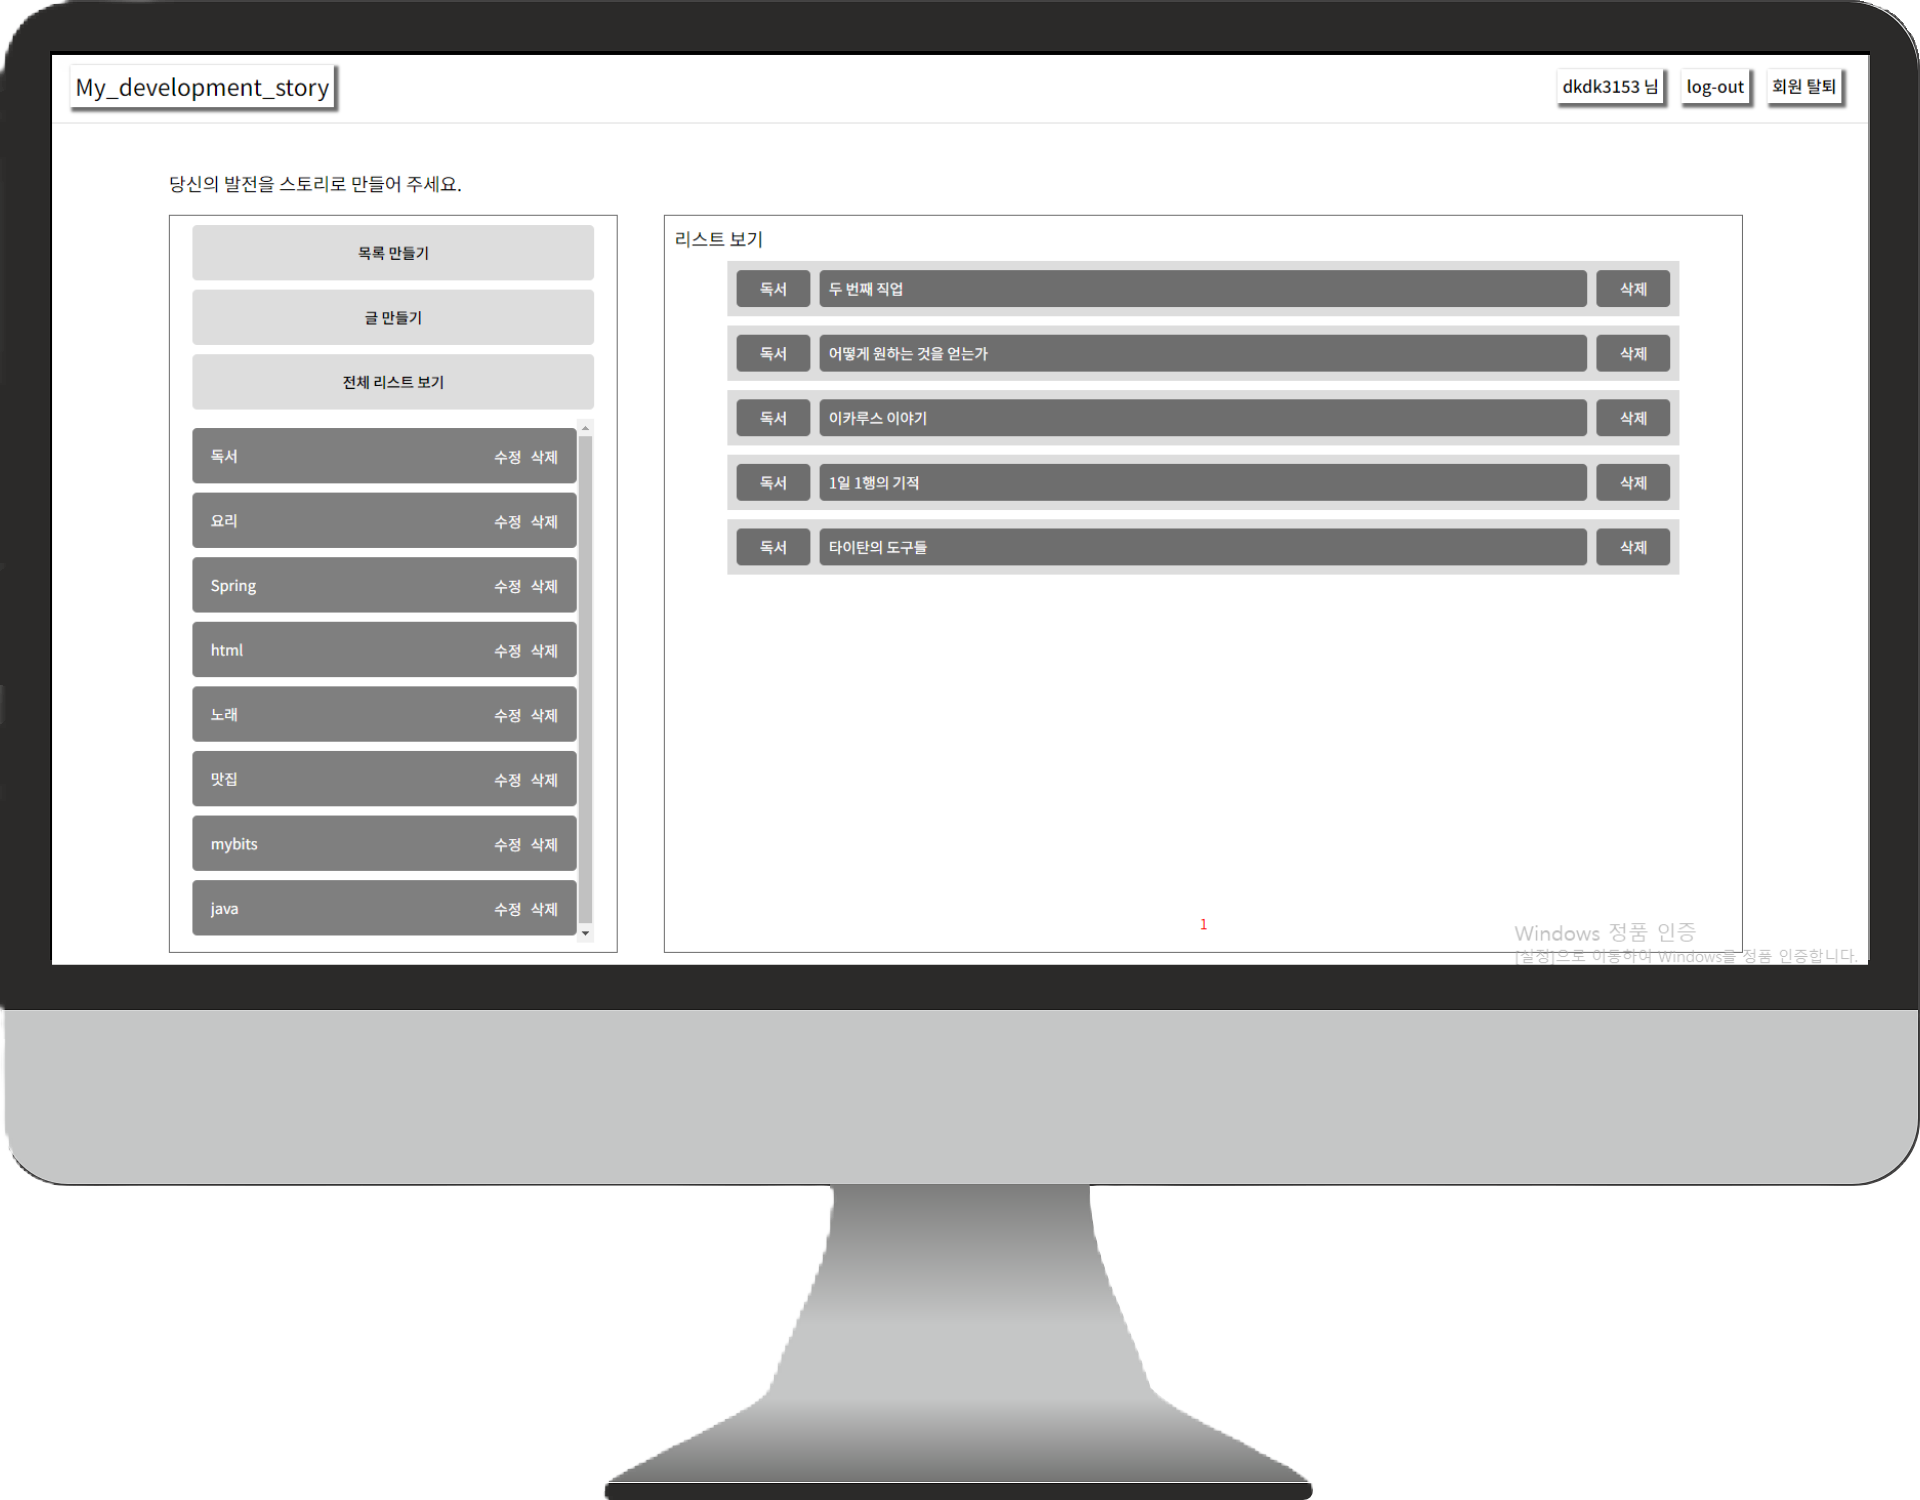 My_development_story
dkdk3153 님 log-out 회원 탈퇴
당신의 발전을 스토리로 만들어 주세요.
목록 만들기
글 만들기
전체 리스트 보기
독서 수정 삭제
요리 수정 삭제
Spring 수정 삭제
html 수정 삭제
노래 수정 삭제
맛집 수정 삭제
mybits 수정 삭제
java 수정 삭제
리스트 보기
독서 두 번째 직업 삭제
독서 어떻게 원하는 것을 얻는가 삭제
독서 이카루스 이야기 삭제
독서 1일 1행의 기적 삭제
독서 타이탄의 도구들 삭제
1
Windows 정품 인증
[설정]으로 이동하여 Windows를 정품 인증합니다.